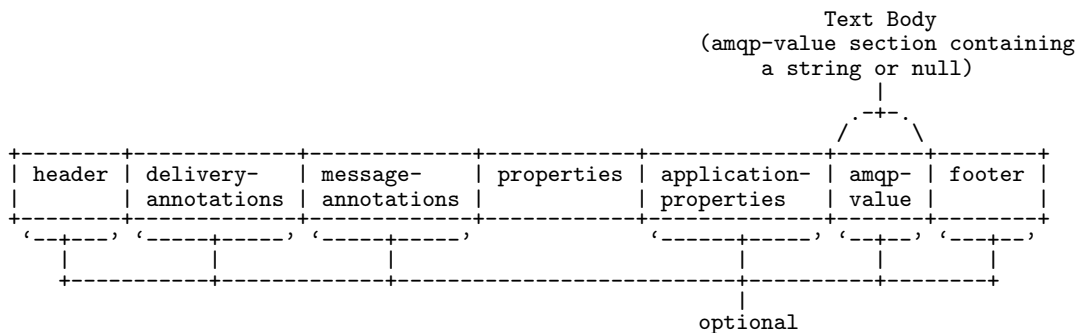 Text Body
(amqp-value section containing
a string or null)
|
.-+-.
/ \
+--------+--------------+--------------+-------------+---------------+-------+---------+
| header | delivery- | message- | properties | application- | amqp- | footer |
| | annotations | annotations | | properties | value | |
+--------+--------------+--------------+-------------+---------------+-------+---------+
‘--+---’ ‘-----+-----’ ‘-----+-----’ ‘------+-----’ ‘--+--’ ‘---+--’
| | | | | |
+------------+--------------+----------------------------+-----------+---------+
|
optional